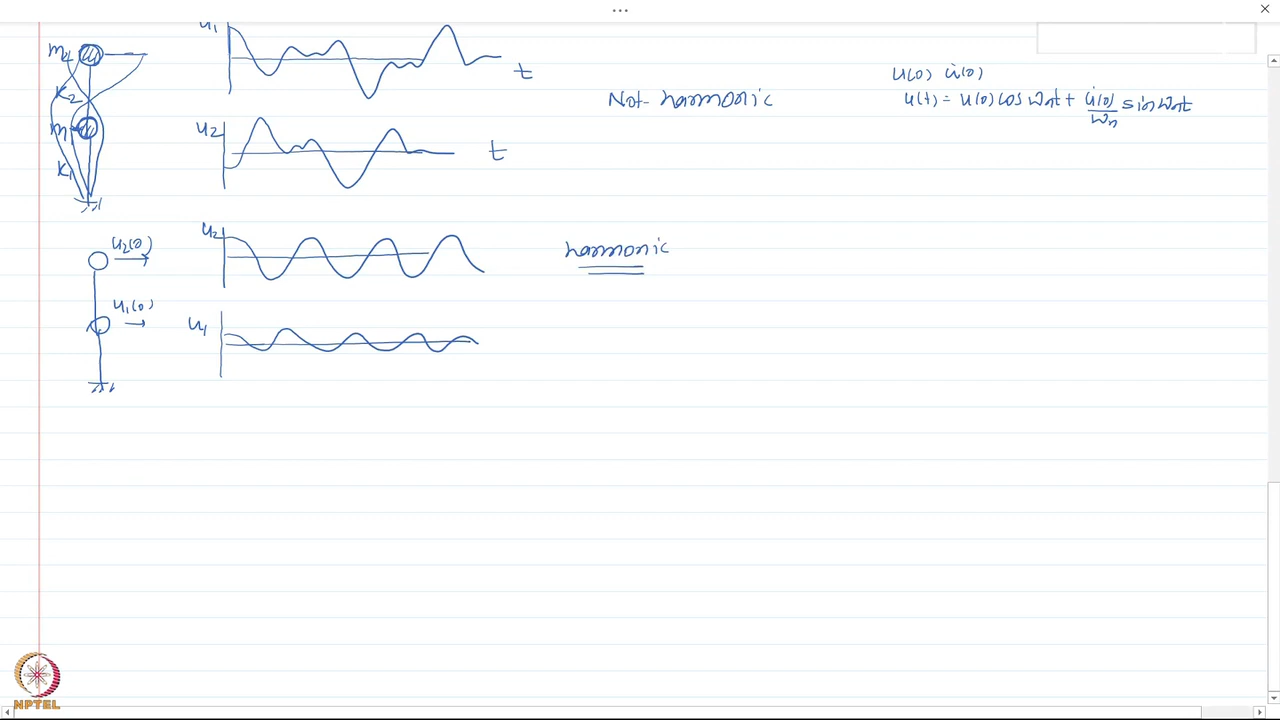 u₁
t
m₂
K₂
m₁
K₁
u₂
t
Not-harmonic
u(0) u̇(0)
u(t) = u(0)cos ωnt + u̇(0)/ωn sin ωnt
u₂(0)
u₁(0)
u₂
u₁
harmonic
NPTEL